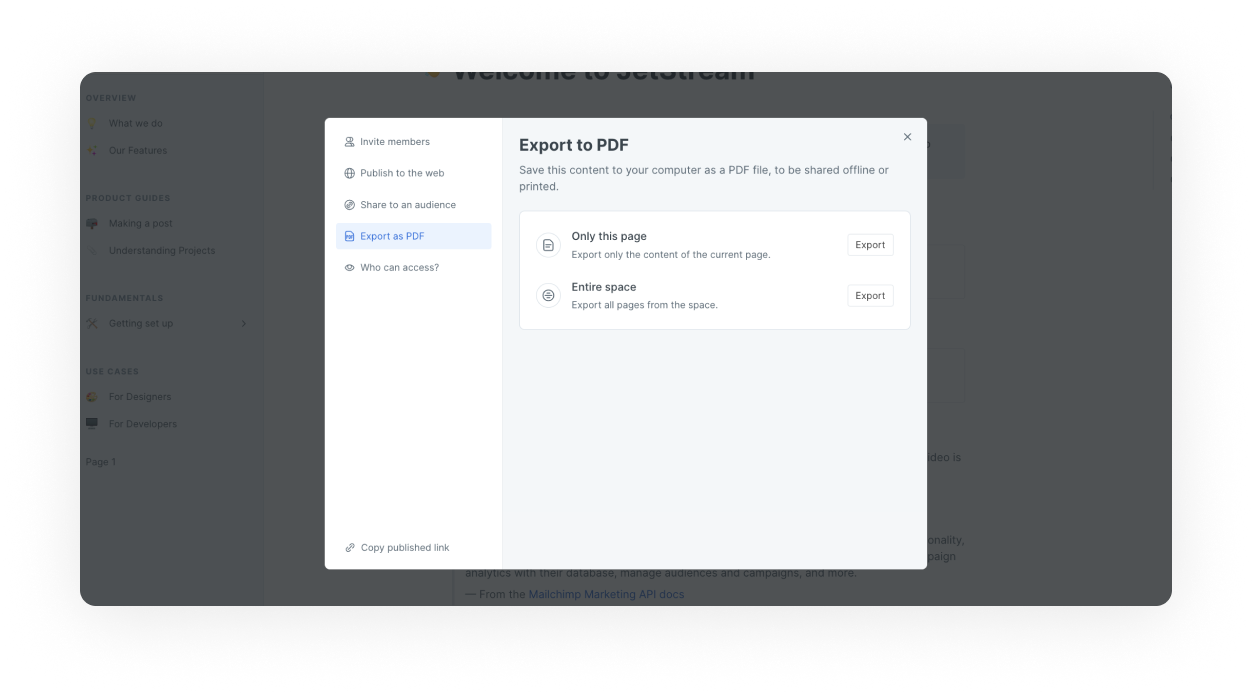 Welcome to JetStream
OVERVIEW
What we do
Our Features
PRODUCT GUIDES
Making a post
Understanding Projects
FUNDAMENTALS
Getting set up
USE CASES
For Designers
For Developers
Page 1
Invite members
Publish to the web
Share to an audience
Export as PDF
Who can access?
Copy published link
Export to PDF
Save this content to your computer as a PDF file, to be shared offline or
printed.
Only this page
Export only the content of the current page.
Export
Entire space
Export all pages from the space.
Export
is
analytics with their database, manage audiences and campaigns, and more.
— From the Mailchimp Marketing API docs